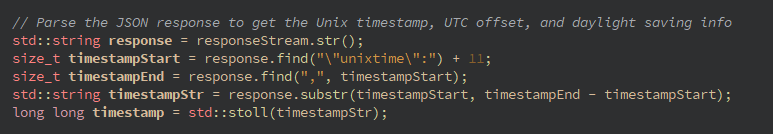 // Parse the JSON response to get the Unix timestamp, UTC offset, and daylight saving info
std::string response = responseStream.str();
size_t timestampStart = response.find("\"unixtime\":") + 11;
size_t timestampEnd = response.find(",", timestampStart);
std::string timestampStr = response.substr(timestampStart, timestampEnd - timestampStart);
long long timestamp = std::stoll(timestampStr);